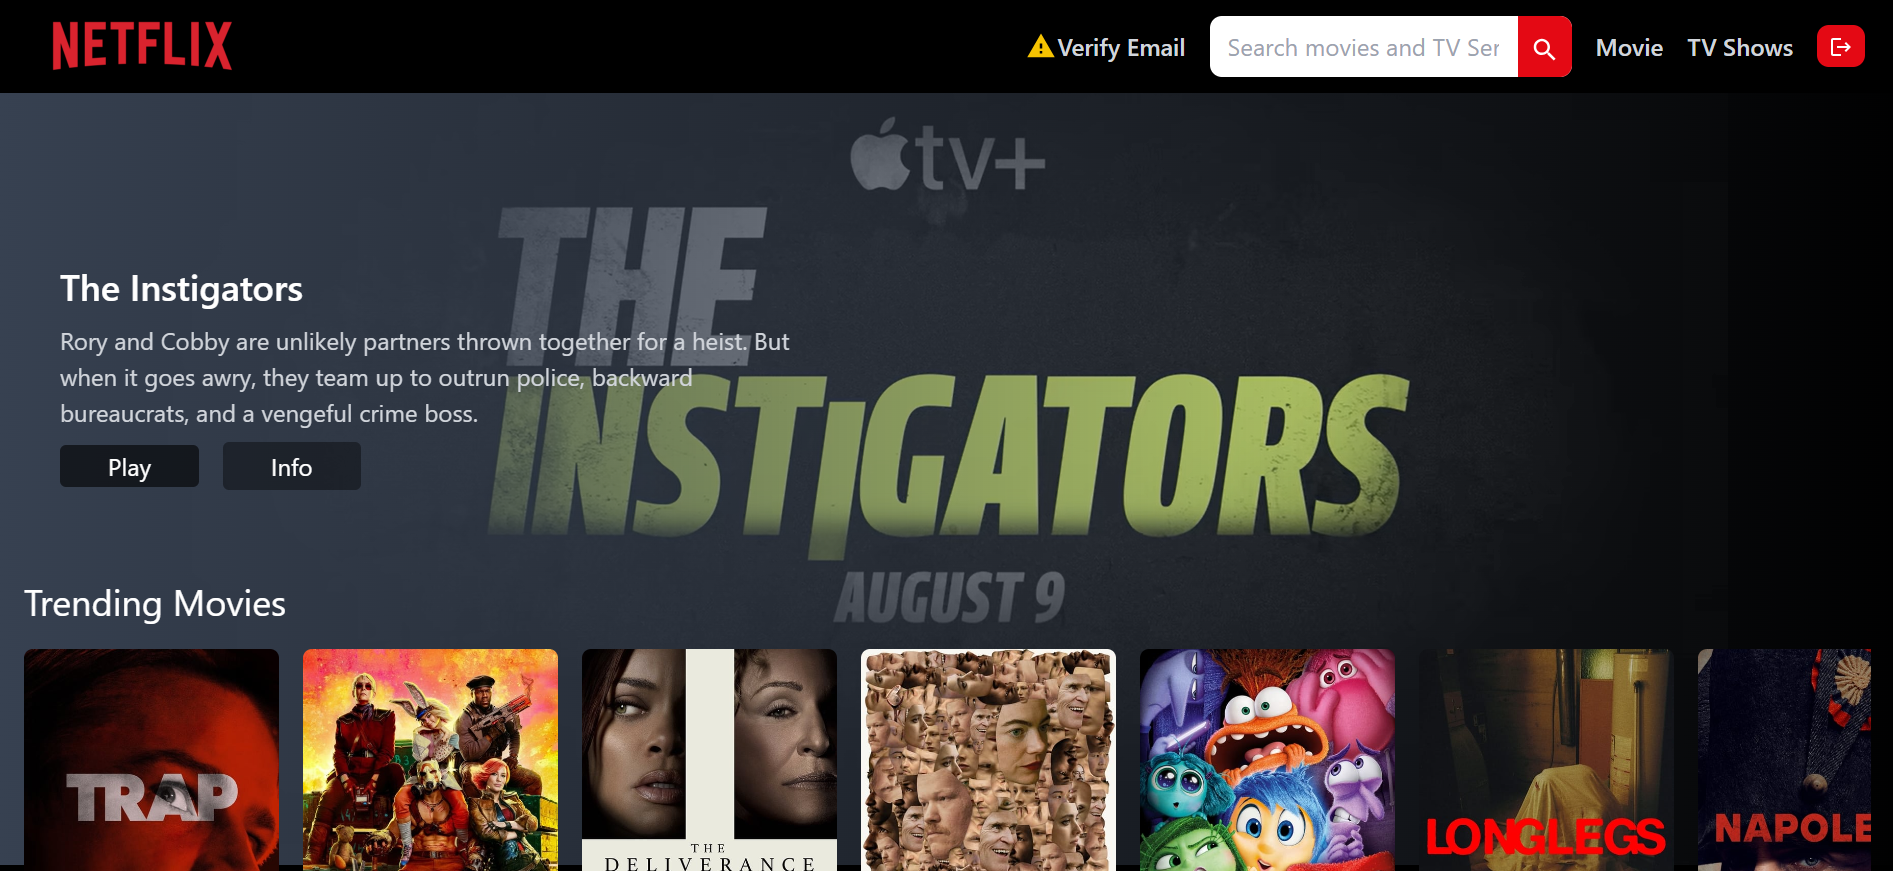 NETFLIX
Verify Email
Search movies and TV Ser
Movie
TV Shows
tv+
THE
INSTIGATORS
AUGUST 9
The Instigators
Rory and Cobby are unlikely partners thrown together for a heist. But
when it goes awry, they team up to outrun police, backward
bureaucrats, and a vengeful crime boss.
Play
Info
Trending Movies
TRAP
THE
DELIVERANCE
LONGLEGS
NAPOLE